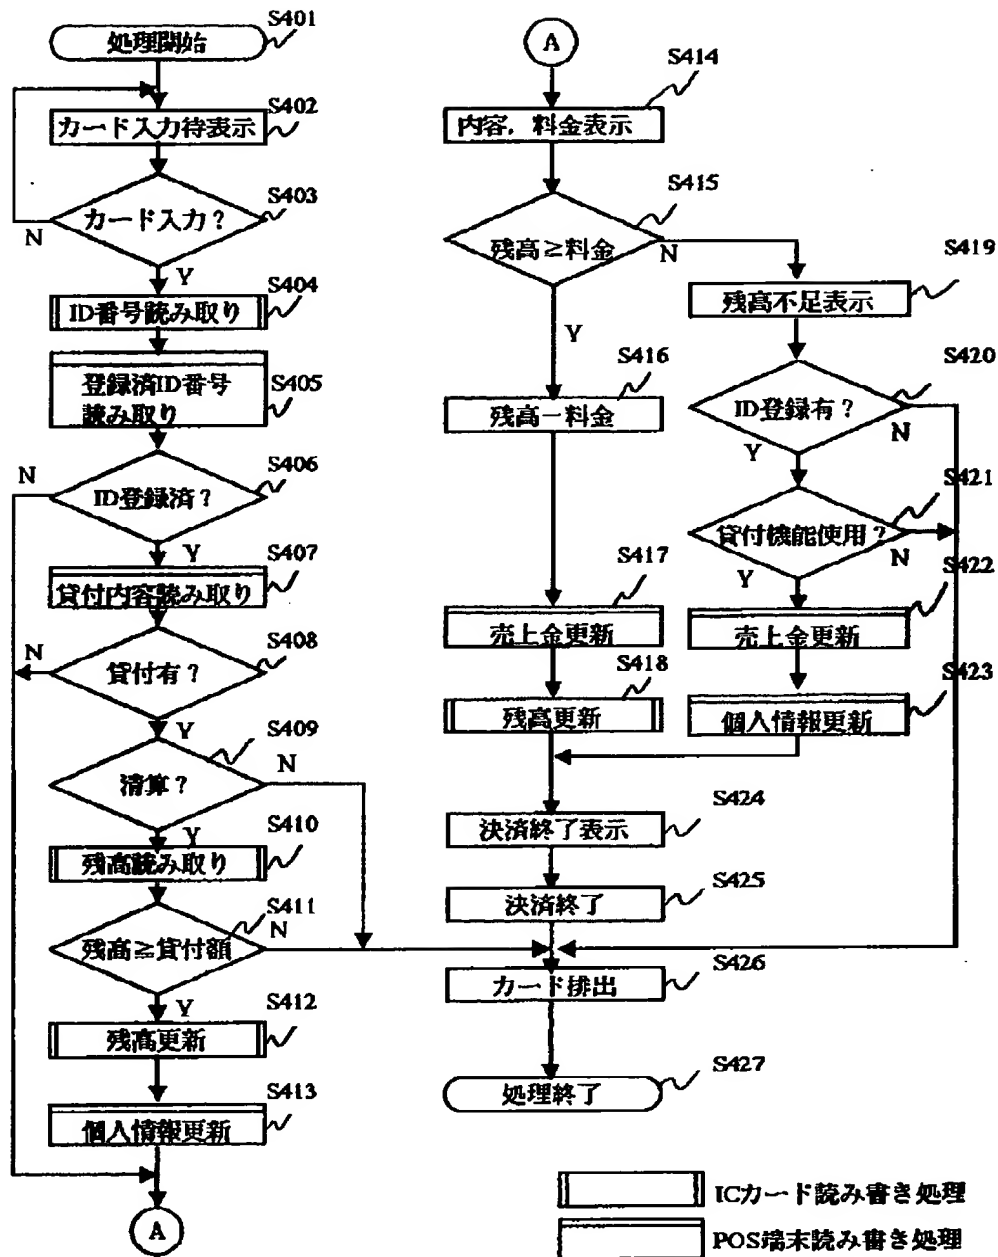 処理開始
S401
カード入力待表示
S402
カード入力?
S403
N
Y
ID番号読み取り
S404
登録済ID番号
読み取り
S405
ID登録済?
S406
N
Y
貸付内容読み取り
S407
貸付有?
S408
N
Y
清算?
S409
N
Y
残高読み取り
S410
残高≧貸付額
S411
N
Y
残高更新
S412
個人情報更新
S413
A
A
内容,料金表示
S414
残高≧料金
S415
N
Y
残高−料金
S416
売上金更新
S417
残高更新
S418
残高不足表示
S419
ID登録有?
S420
N
Y
貸付機能使用?
S421
N
Y
売上金更新
S422
個人情報更新
S423
決済終了表示
S424
決済終了
S425
カード排出
S426
処理終了
S427
ICカード読み書き処理
POS端末読み書き処理